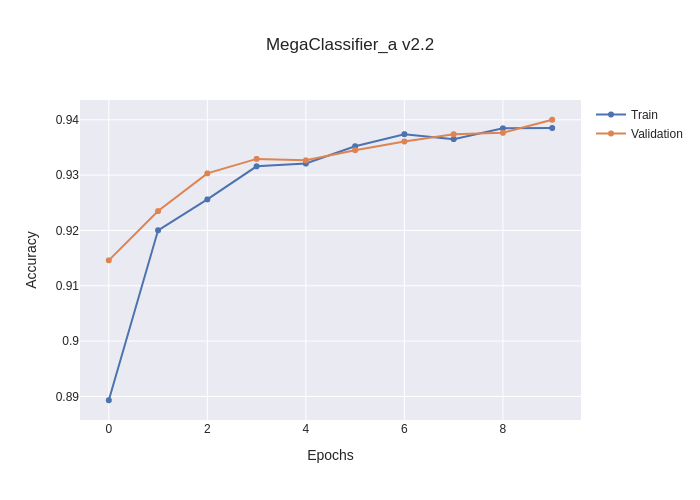 MegaClassifier_a v2.2
Train
Validation
0.94
0.93
0.92
0.91
0.9
0.89
Accuracy
0 2 4 6 8
Epochs